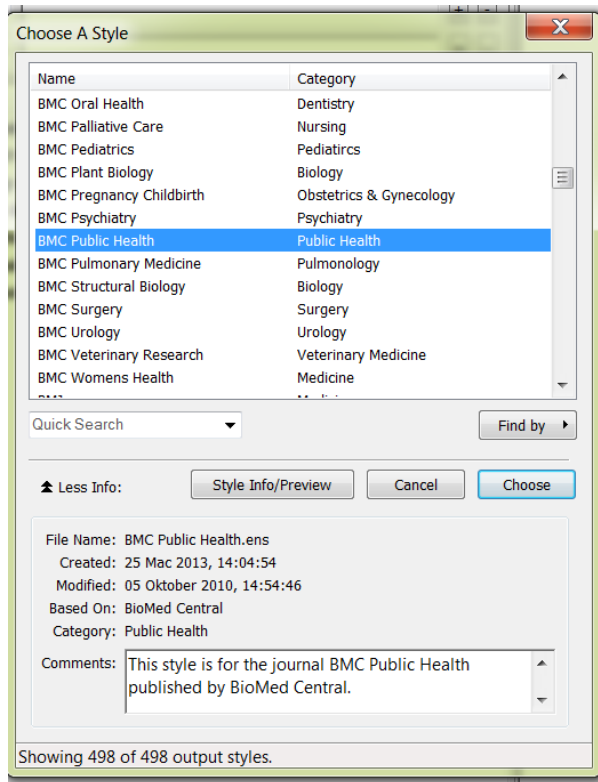 Choose A Style
Name Category
BMC Oral Health Dentistry
BMC Palliative Care Nursing
BMC Pediatrics Pediatircs
BMC Plant Biology Biology
BMC Pregnancy Childbirth Obstetrics & Gynecology
BMC Psychiatry Psychiatry
BMC Public Health Public Health
BMC Pulmonary Medicine Pulmonology
BMC Structural Biology Biology
BMC Surgery Surgery
BMC Urology Urology
BMC Veterinary Research Veterinary Medicine
BMC Womens Health Medicine
Quick Search Find by
Less Info: Style Info/Preview Cancel Choose
File Name: BMC Public Health.ens
Created: 25 Mac 2013, 14:04:54
Modified: 05 Oktober 2010, 14:54:46
Based On: BioMed Central
Category: Public Health
Comments: This style is for the journal BMC Public Health
published by BioMed Central.
Showing 498 of 498 output styles.